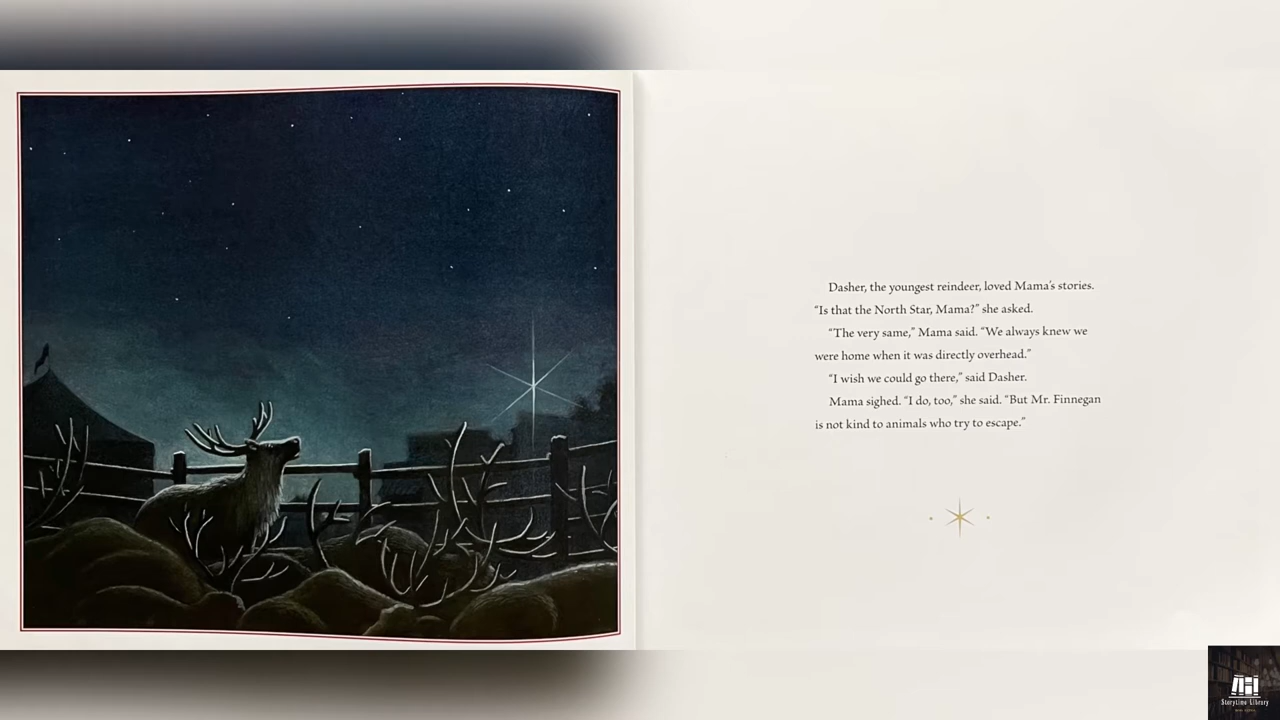 Dasher, the youngest reindeer, loved Mama's stories.
“Is that the North Star, Mama?” she asked.
“The very same,” Mama said. “We always knew we
were home when it was directly overhead.”
“I wish we could go there,” said Dasher.
Mama sighed. “I do, too,” she said. “But Mr. Finnegan
is not kind to animals who try to escape.”
Storytime Library